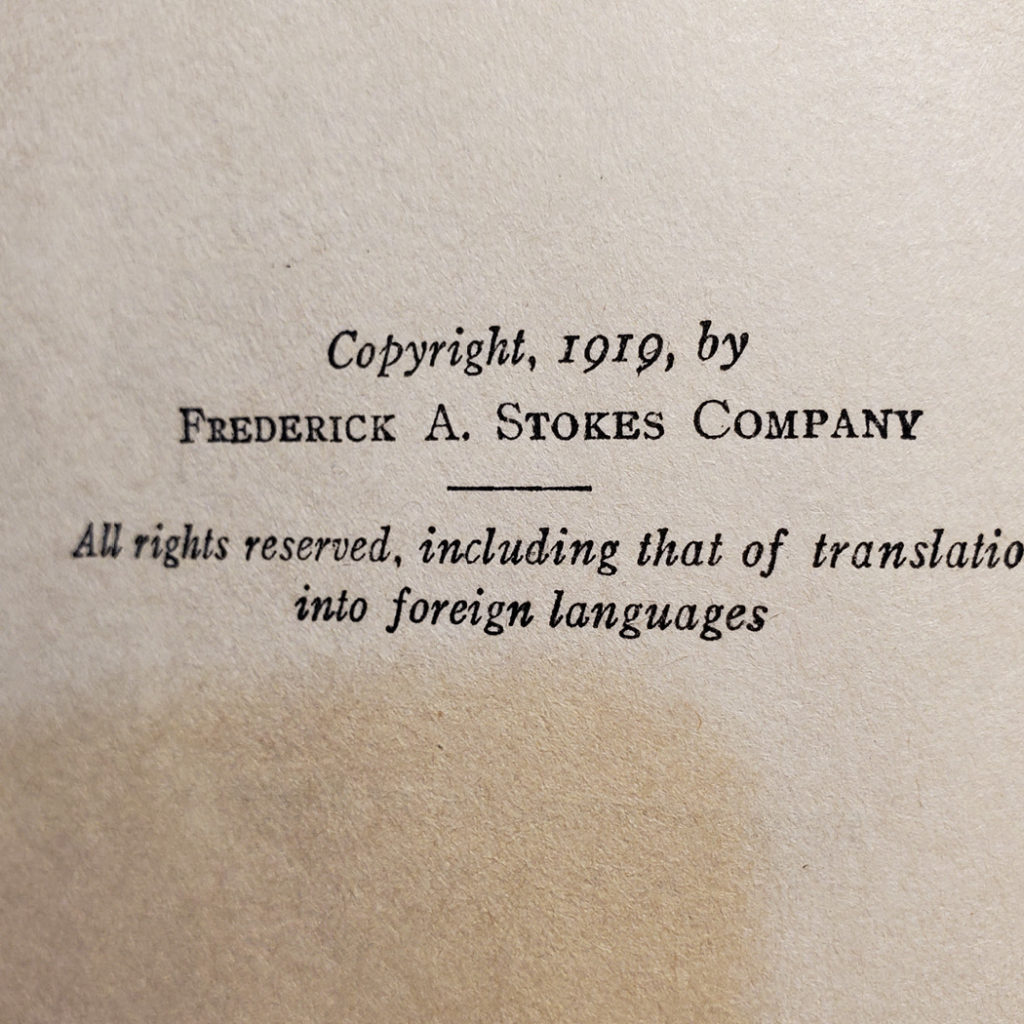 Copyright, 1919, by
FREDERICK A. STOKES COMPANY
All rights reserved, including that of translatio
into foreign languages